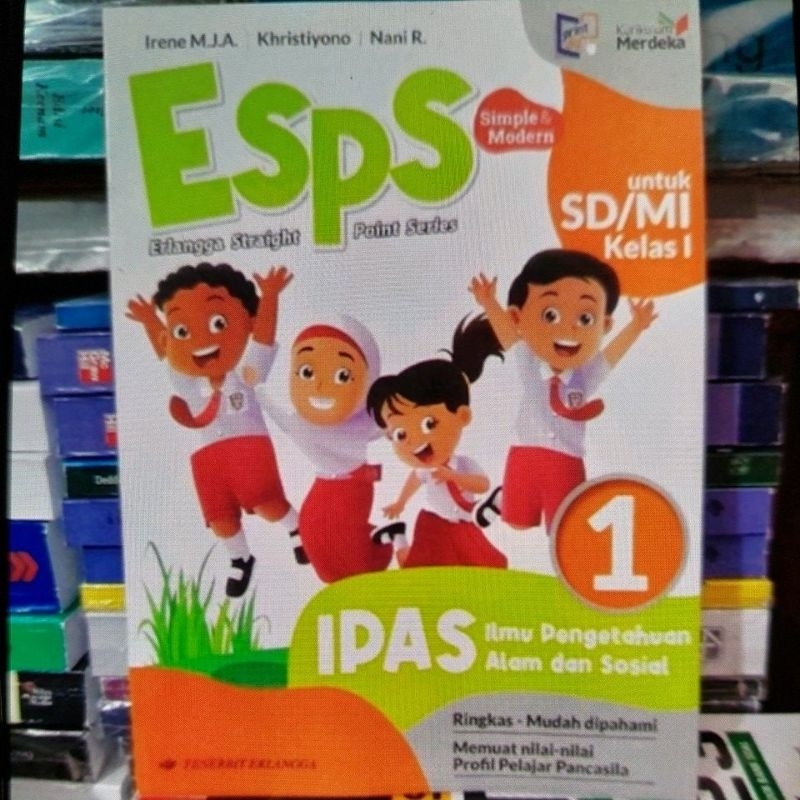 Irene M.J.A. | Khristiyono | Nani R.
print
Kurikulum
Merdeka
ESPS
Simple &
Modern
Erlangga Straight Point Series
untuk
SD/MI
Kelas I
1
IPAS
Ilmu Pengetahuan
Alam dan Sosial
Ringkas - Mudah dipahami
Memuat nilai-nilai
Profil Pelajar Pancasila
PENERBIT ERLANGGA